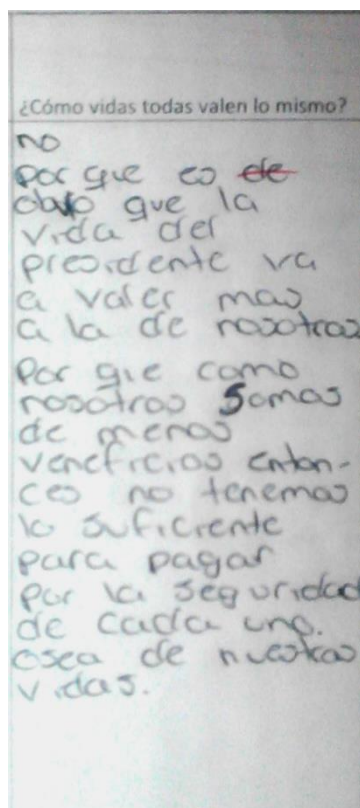 ¿Cómo vidas todas valen lo mismo?
no
por que es de
obvio que la
vida del
presidente va
a valer mas
a la de nosotros
por que como
nosotros somos
de menos
veneficios enton-
ces no tenemos
lo suficiente
para pagar
por la seguridad
de cada uno.
osea de nuestras
vidas.